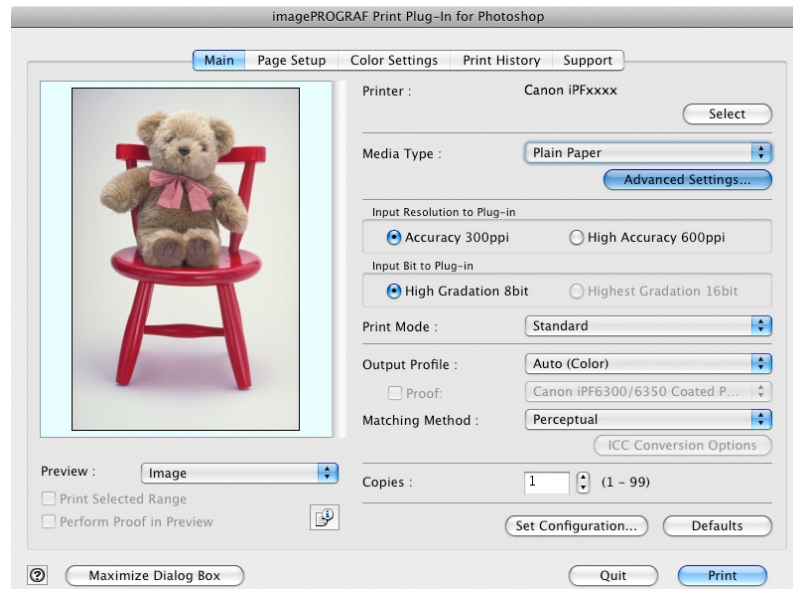 imagePROGRAF Print Plug-In for Photoshop
Main Page Setup Color Settings Print History Support
Printer : Canon iPFxxxx
Select
Media Type : Plain Paper
Advanced Settings...
Input Resolution to Plug-in
Accuracy 300ppi High Accuracy 600ppi
Input Bit to Plug-in
High Gradation 8bit Highest Gradation 16bit
Print Mode : Standard
Output Profile : Auto (Color)
Proof: Canon iPF6300/6350 Coated P...
Matching Method : Perceptual
ICC Conversion Options
Preview : Image
Print Selected Range
Perform Proof in Preview
Copies : 1 (1 – 99)
Set Configuration... Defaults
? Maximize Dialog Box Quit Print